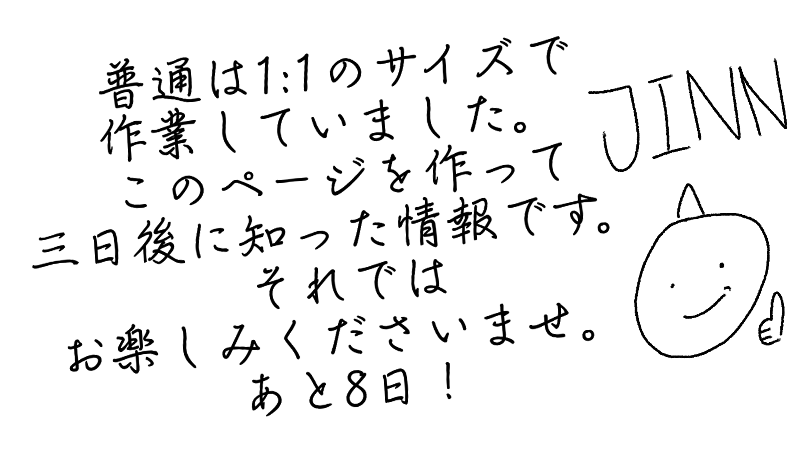 普通は1:1のサイズで
作業していました。
このページを作って
三日後に知った情報です。
それでは
お楽しみくださいませ。
あと8日！
JINN